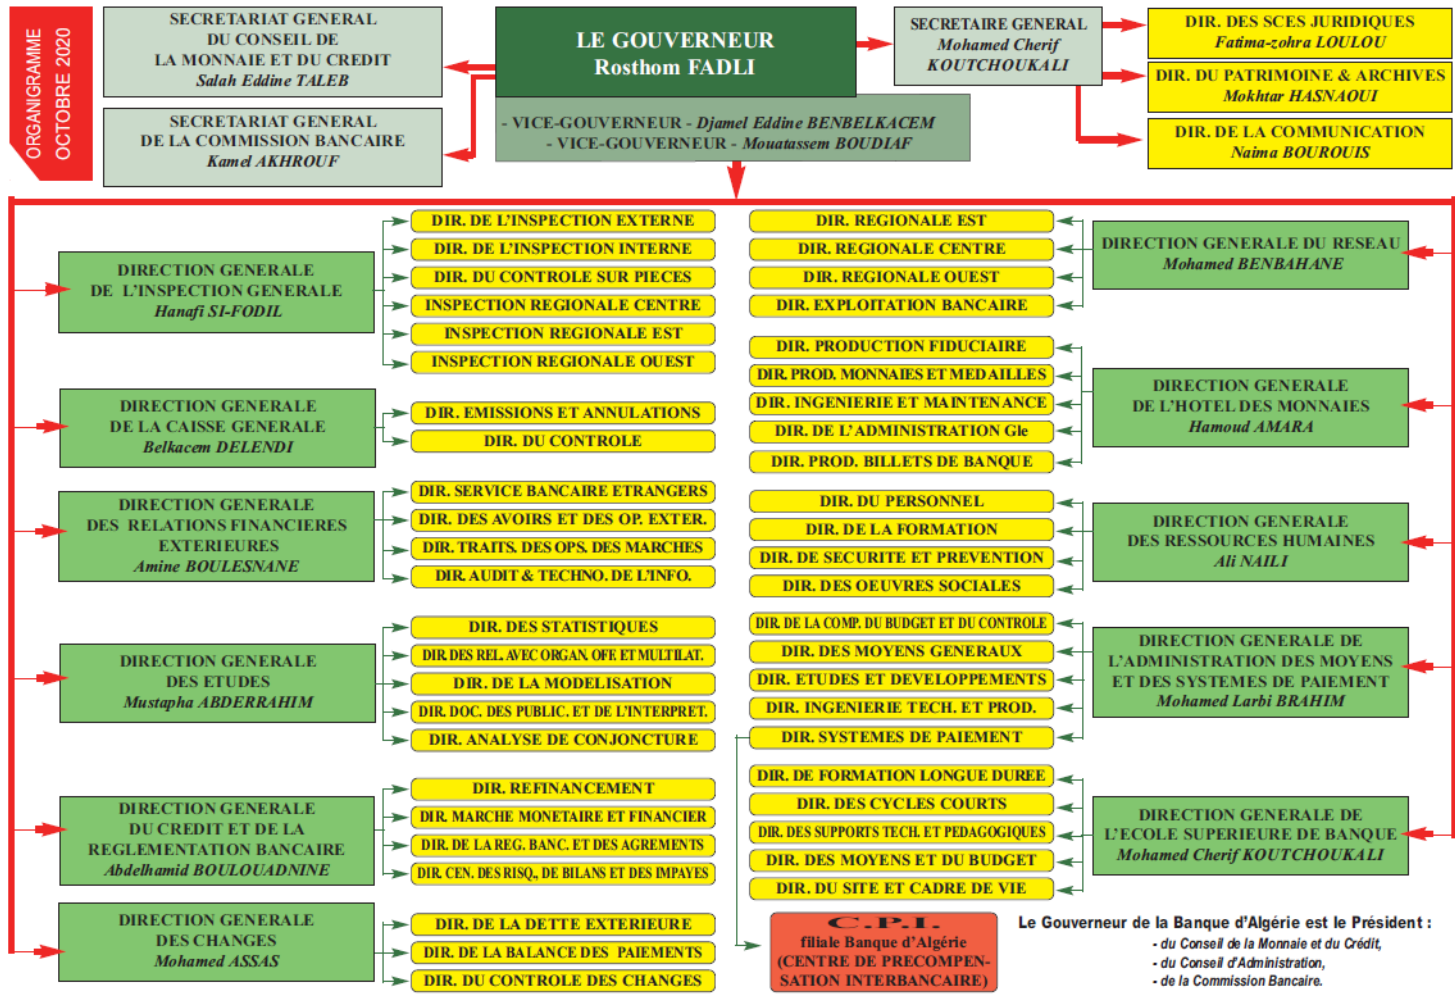 ORGANIGRAMME
OCTOBRE 2020
SECRETARIAT GENERAL
DU CONSEIL DE
LA MONNAIE ET DU CREDIT
Salah Eddine TALEB
SECRETARIAT GENERAL
DE LA COMMISSION BANCAIRE
Kamel AKHROUF
LE GOUVERNEUR
Rosthom FADLI
- VICE-GOUVERNEUR - Djamel Eddine BENBELKACEM
- VICE-GOUVERNEUR - Mouatassem BOUDIAF
SECRETAIRE GENERAL
Mohamed Cherif
KOUTCHOUKALI
DIR. DES SCES JURIDIQUES
Fatima-zohra LOULOU
DIR. DU PATRIMOINE & ARCHIVES
Mokhtar HASNAOUI
DIR. DE LA COMMUNICATION
Naima BOUROUIS
DIRECTION GENERALE
DE L'INSPECTION GENERALE
Hanafi SI-FODIL
DIR. DE L'INSPECTION EXTERNE
DIR. DE L'INSPECTION INTERNE
DIR. DU CONTROLE SUR PIECES
INSPECTION REGIONALE CENTRE
INSPECTION REGIONALE EST
INSPECTION REGIONALE OUEST
DIRECTION GENERALE
DE LA CAISSE GENERALE
Belkacem DELENDI
DIR. EMISSIONS ET ANNULATIONS
DIR. DU CONTROLE
DIRECTION GENERALE
DES RELATIONS FINANCIERES
EXTERIEURES
Amine BOULESNANE
DIR. SERVICE BANCAIRE ETRANGERS
DIR. DES AVOIRS ET DES OP. EXTER.
DIR. TRAITS. DES OPS. DES MARCHES
DIR. AUDIT & TECHNO. DE L'INFO.
DIRECTION GENERALE
DES ETUDES
Mustapha ABDERRAHIM
DIR. DES STATISTIQUES
DIR. DES REL. AVEC ORGAN. OFF. ET MULTILAT.
DIR. DE LA MODELISATION
DIR. DOC. DES PUBLIC. ET DE L'INTERPRET.
DIR. ANALYSE DE CONJONCTURE
DIRECTION GENERALE
DU CREDIT ET DE LA
REGLEMENTATION BANCAIRE
Abdelhamid BOULOUADNINE
DIR. REFINANCEMENT
DIR. MARCHE MONETAIRE ET FINANCIER
DIR. DE LA REG. BANC. ET DES AGREMENTS
DIR. CEN. DES RISQ., DE BILANS ET DES IMPAYES
DIRECTION GENERALE
DES CHANGES
Mohamed ASSAS
DIR. DE LA DETTE EXTERIEURE
DIR. DE LA BALANCE DES PAIEMENTS
DIR. DU CONTROLE DES CHANGES
DIR. REGIONALE EST
DIR. REGIONALE CENTRE
DIR. REGIONALE OUEST
DIR. EXPLOITATION BANCAIRE
DIRECTION GENERALE DU RESEAU
Mohamed BENBAHANE
DIR. PRODUCTION FIDUCIAIRE
DIR. PROD. MONNAIES ET MEDAILLES
DIR. INGENIERIE ET MAINTENANCE
DIR. DE L'ADMINISTRATION Gle
DIR. PROD. BILLETS DE BANQUE
DIRECTION GENERALE
DE L'HOTEL DES MONNAIES
Hamoud AMARA
DIR. DU PERSONNEL
DIR. DE LA FORMATION
DIR. DE SECURITE ET PREVENTION
DIR. DES OEUVRES SOCIALES
DIRECTION GENERALE
DES RESSOURCES HUMAINES
Ali NAILI
DIR. DE LA COMP. DU BUDGET ET DU CONTROLE
DIR. DES MOYENS GENERAUX
DIR. ETUDES ET DEVELOPPEMENTS
DIR. INGENIERIE TECH. ET PROD.
DIR. SYSTEMES DE PAIEMENT
DIRECTION GENERALE DE
L'ADMINISTRATION DES MOYENS
ET DES SYSTEMES DE PAIEMENT
Mohamed Larbi BRAHIM
DIR. DE FORMATION LONGUE DUREE
DIR. DES CYCLES COURTS
DIR. DES SUPPORTS TECH. ET PEDAGOGIQUES
DIR. DES MOYENS ET DU BUDGET
DIR. DU SITE ET CADRE DE VIE
DIRECTION GENERALE DE
L'ECOLE SUPERIEURE DE BANQUE
Mohamed Cherif KOUTCHOUKALI
C.P.I.
filiale Banque d'Algérie
(CENTRE DE PRECOMPEN-
SATION INTERBANCAIRE)
Le Gouverneur de la Banque d'Algérie est le Président :
- du Conseil de la Monnaie et du Crédit,
- du Conseil d'Administration,
- de la Commission Bancaire.